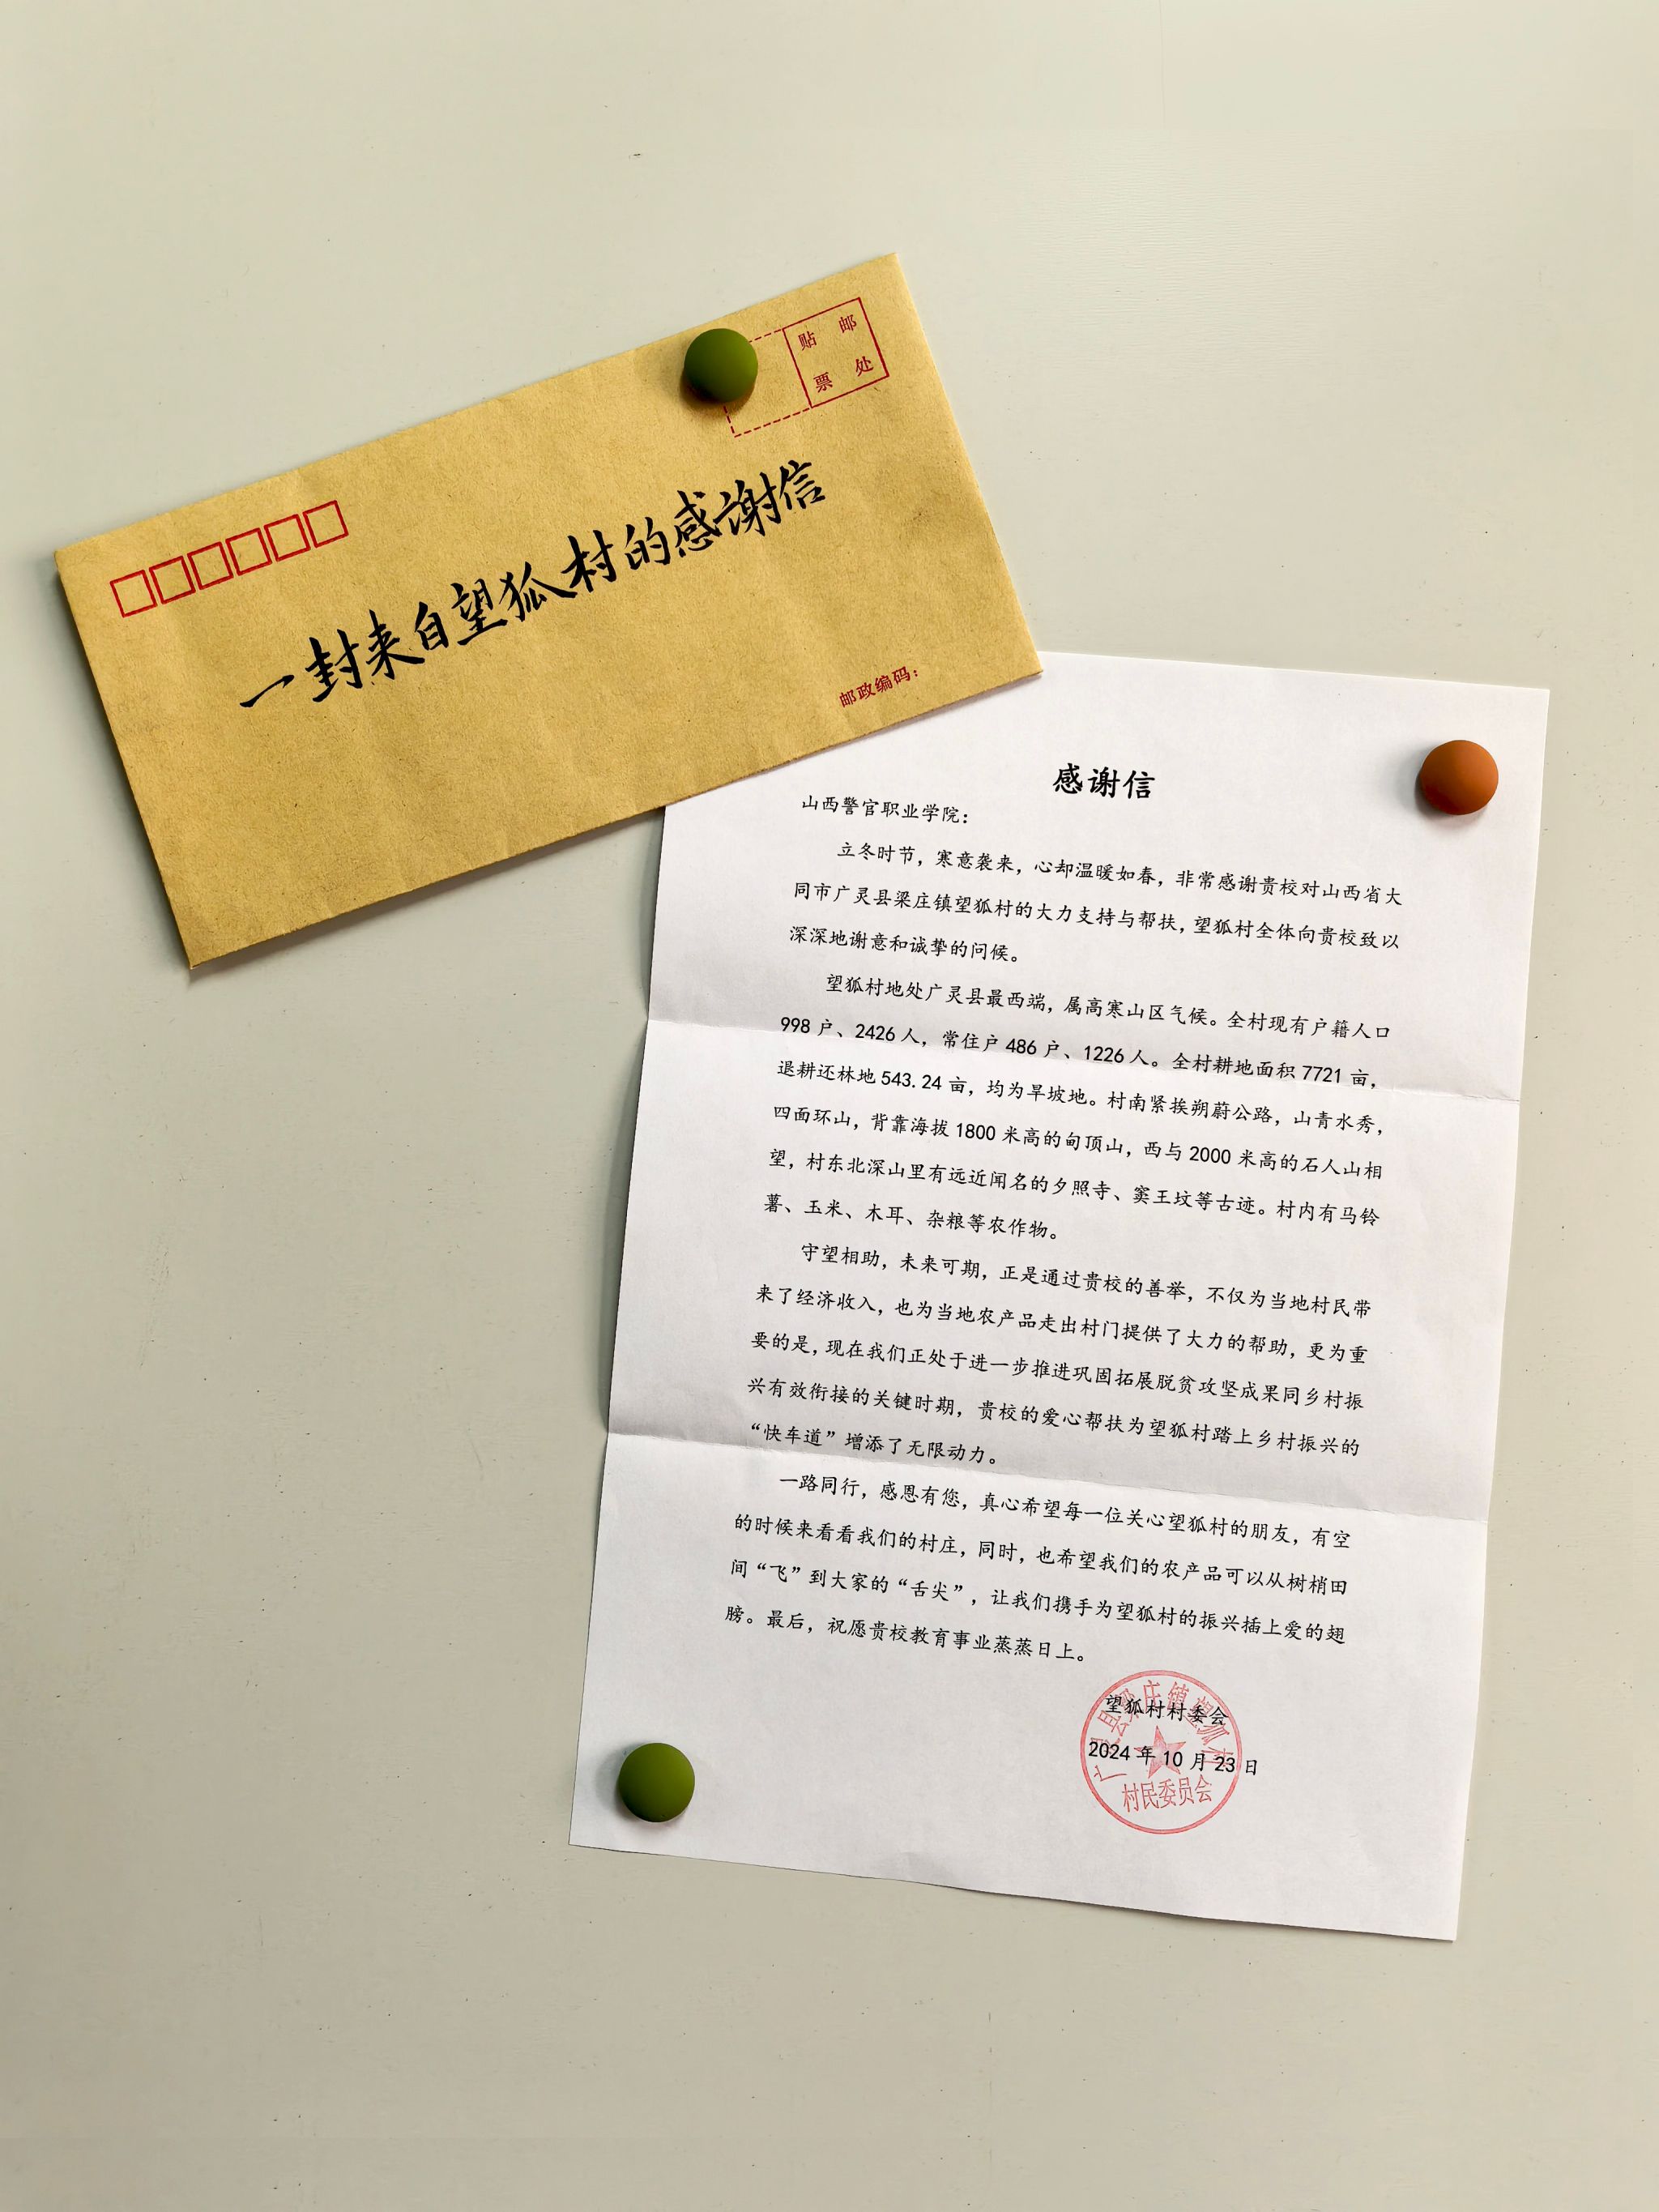 贴 邮
票 处
一封来自望狐村的感谢信
邮政编码:
感谢信
山西警官职业学院:
立冬时节,寒意袭来,心却温暖如春,非常感谢贵校对山西省大
同市广灵县梁庄镇望狐村的大力支持与帮扶,望狐村全体向贵校致以
深深地谢意和诚挚的问候。
望狐村地处广灵县最西端,属高寒山区气候。全村现有户籍人口
998 户、2426 人,常住户 486 户、1226 人。全村耕地面积 7721 亩,
退耕还林地 543.24 亩,均为旱坡地。村南紧挨朔蔚公路,山青水秀,
四面环山,背靠海拔 1800 米高的甸顶山,西与 2000 米高的石人山相
望,村东北深山里有远近闻名的夕照寺、窦王坟等古迹。村内有马铃
薯、玉米、木耳、杂粮等农作物。
守望相助,未来可期,正是通过贵校的善举,不仅为当地村民带
来了经济收入,也为当地农产品走出村门提供了大力的帮助,更为重
要的是,现在我们正处于进一步推进巩固拓展脱贫攻坚成果同乡村振
兴有效衔接的关键时期,贵校的爱心帮扶为望狐村踏上乡村振兴的
“快车道”增添了无限动力。
一路同行,感恩有您,真心希望每一位关心望狐村的朋友,有空
的时候来看看我们的村庄,同时,也希望我们的农产品可以从树梢田
间“飞”到大家的“舌尖”,让我们携手为望狐村的振兴插上爱的翅
膀。最后,祝愿贵校教育事业蒸蒸日上。
望狐村村委会
2024 年 10 月 23 日
广灵县梁庄镇望狐村
村民委员会